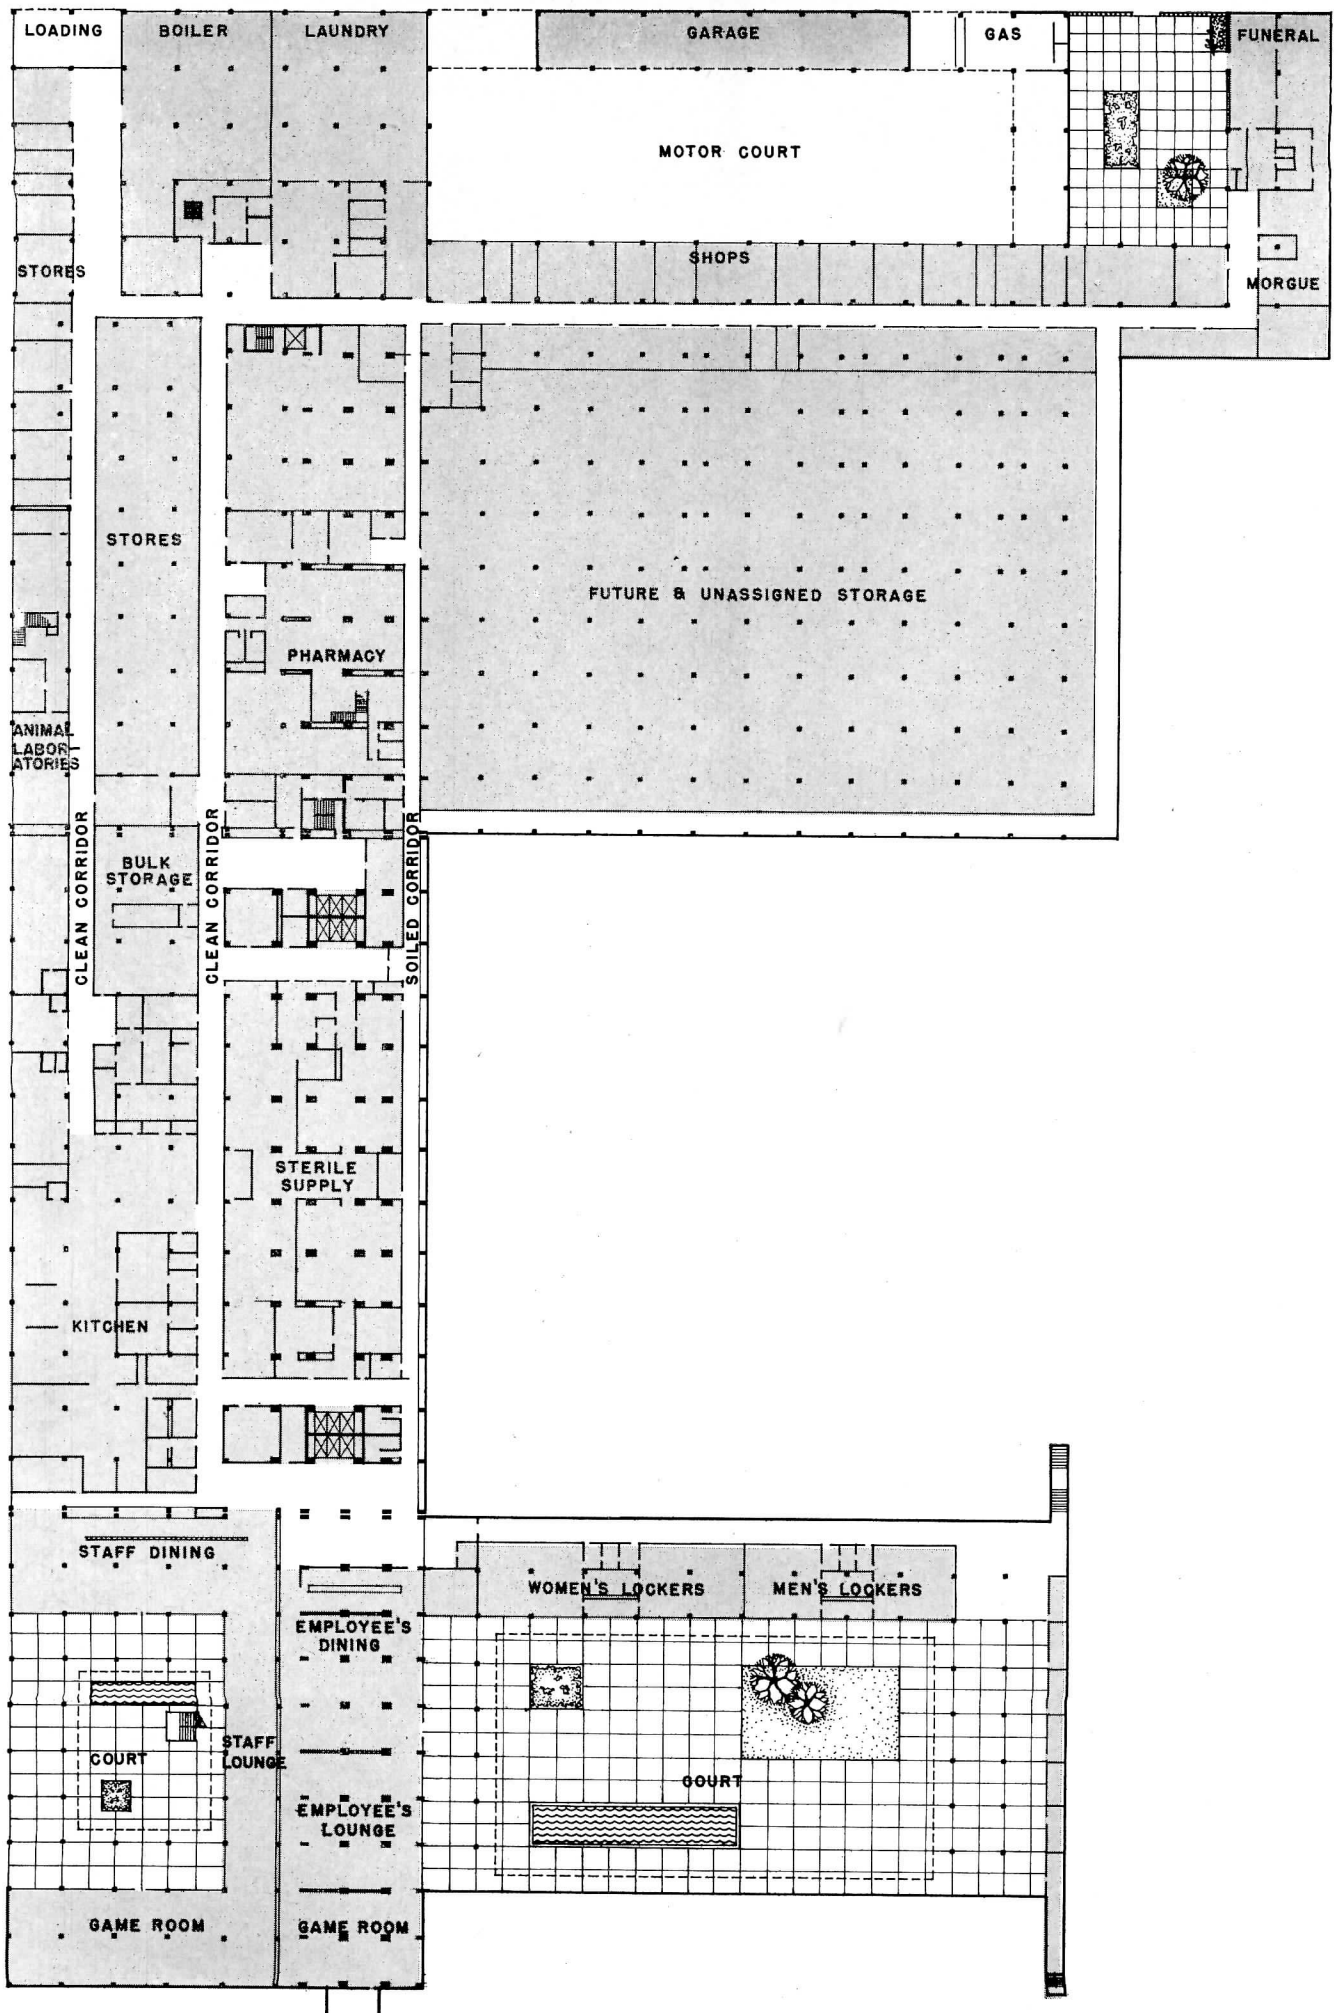 LOADING
BOILER
LAUNDRY
GARAGE
GAS
FUNERAL
MOTOR COURT
STORES
SHOPS
MORGUE
STORES
FUTURE & UNASSIGNED STORAGE
PHARMACY
ANIMAL
LABOR-
ATORIES
CLEAN CORRIDOR
BULK
STORAGE
CLEAN CORRIDOR
SOILED CORRIDOR
STERILE
SUPPLY
KITCHEN
STAFF DINING
WOMEN'S LOCKERS
MEN'S LOCKERS
EMPLOYEE'S
DINING
COURT
STAFF
LOUNGE
COURT
EMPLOYEE'S
LOUNGE
GAME ROOM
GAME ROOM